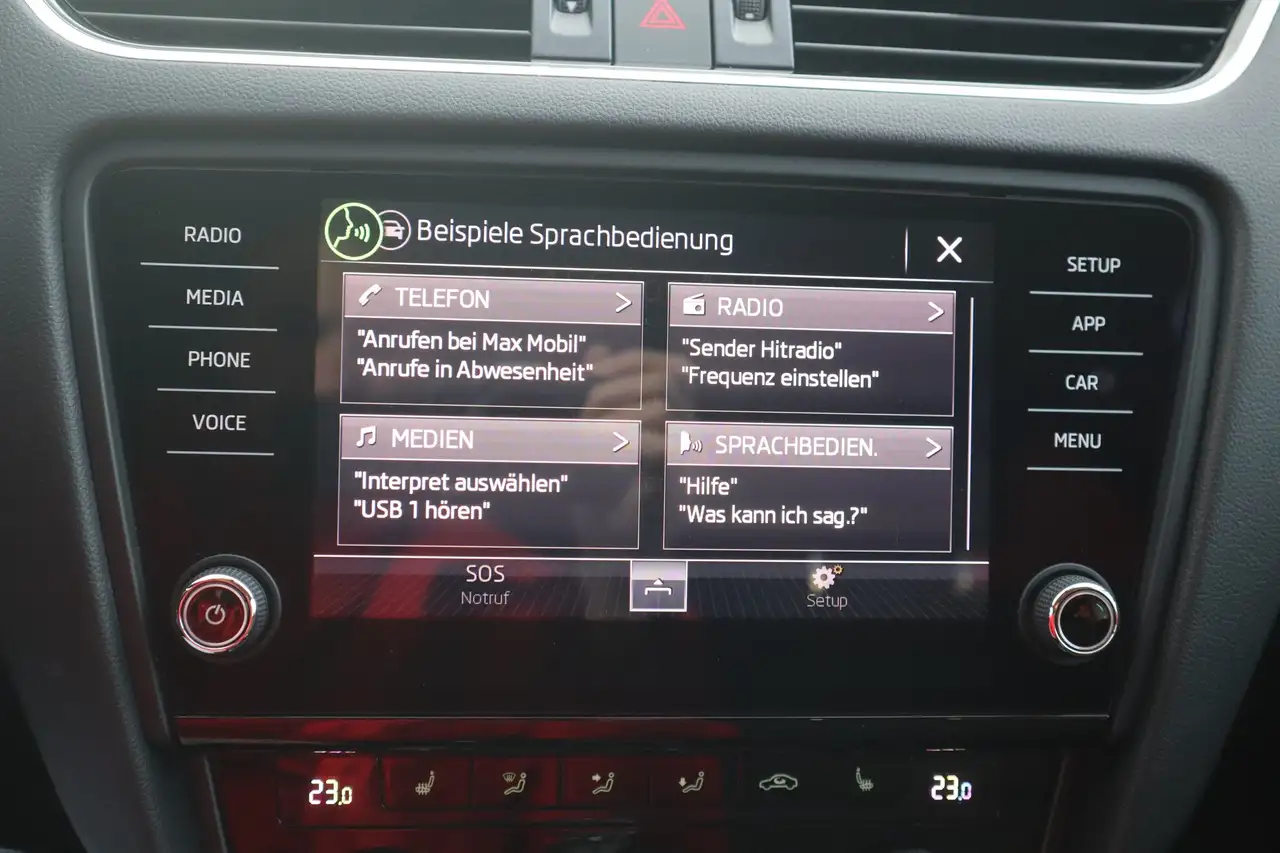 RADIO
MEDIA
PHONE
VOICE
Beispiele Sprachbedienung
TELEFON
"Anrufen bei Max Mobil"
"Anrufe in Abwesenheit"
RADIO
"Sender Hitradio"
"Frequenz einstellen"
MEDIEN
"Interpret auswählen"
"USB 1 hören"
SPRACHBEDIEN.
"Hilfe"
"Was kann ich sag.?"
SOS
Notruf
Setup
SETUP
APP
CAR
MENU
23.0
23.0